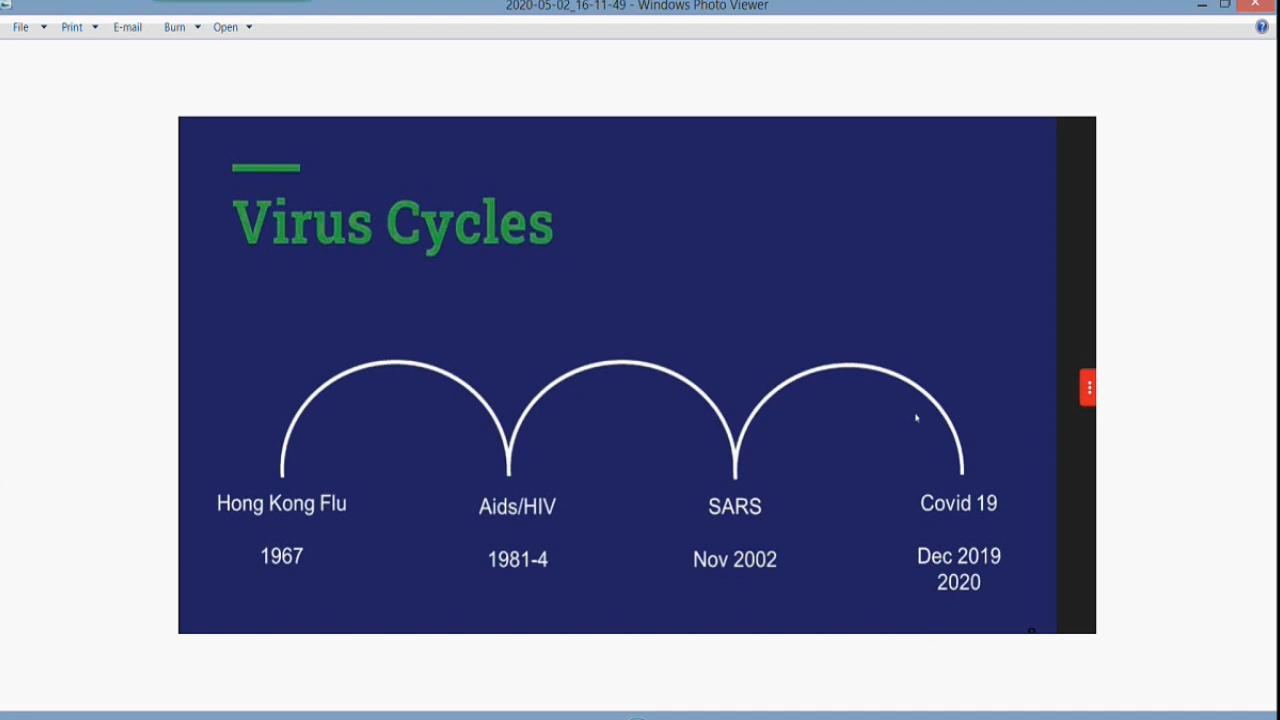 2020-05-02_16-11-49 - Windows Photo Viewer
File Print E-mail Burn Open
Virus Cycles
Hong Kong Flu Aids/HIV SARS Covid 19
1967 1981-4 Nov 2002 Dec 2019
2020